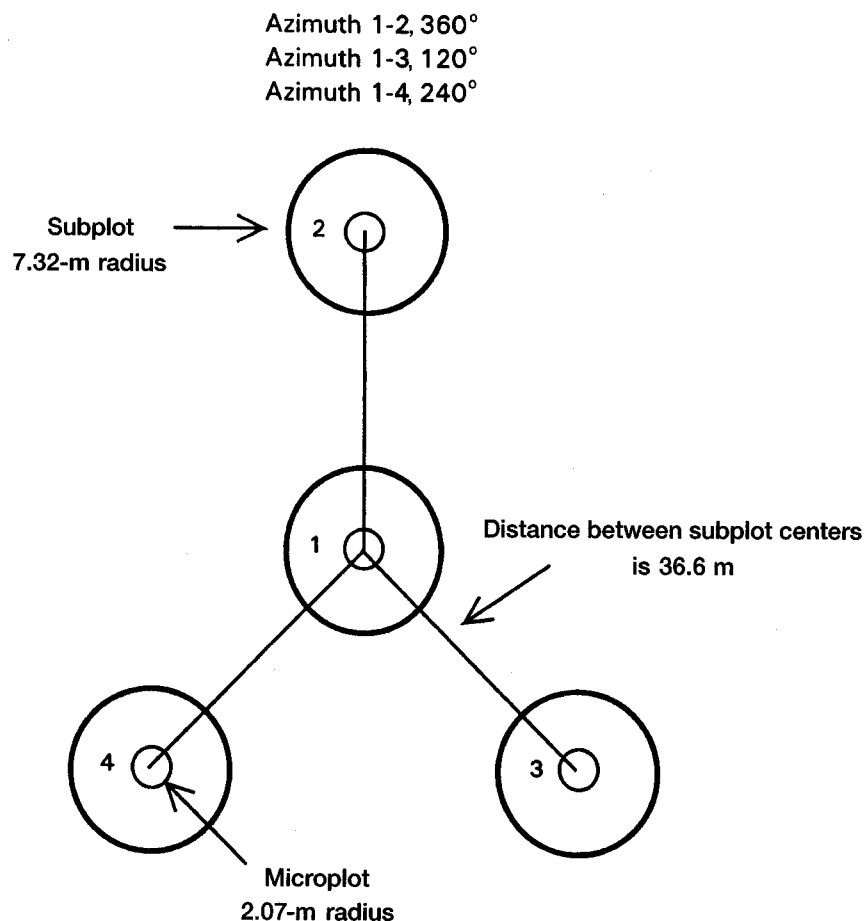 Azimuth 1-2, 360°
Azimuth 1-3, 120°
Azimuth 1-4, 240°
Subplot
7.32-m radius
2
1
Distance between subplot centers
is 36.6 m
4
3
Microplot
2.07-m radius